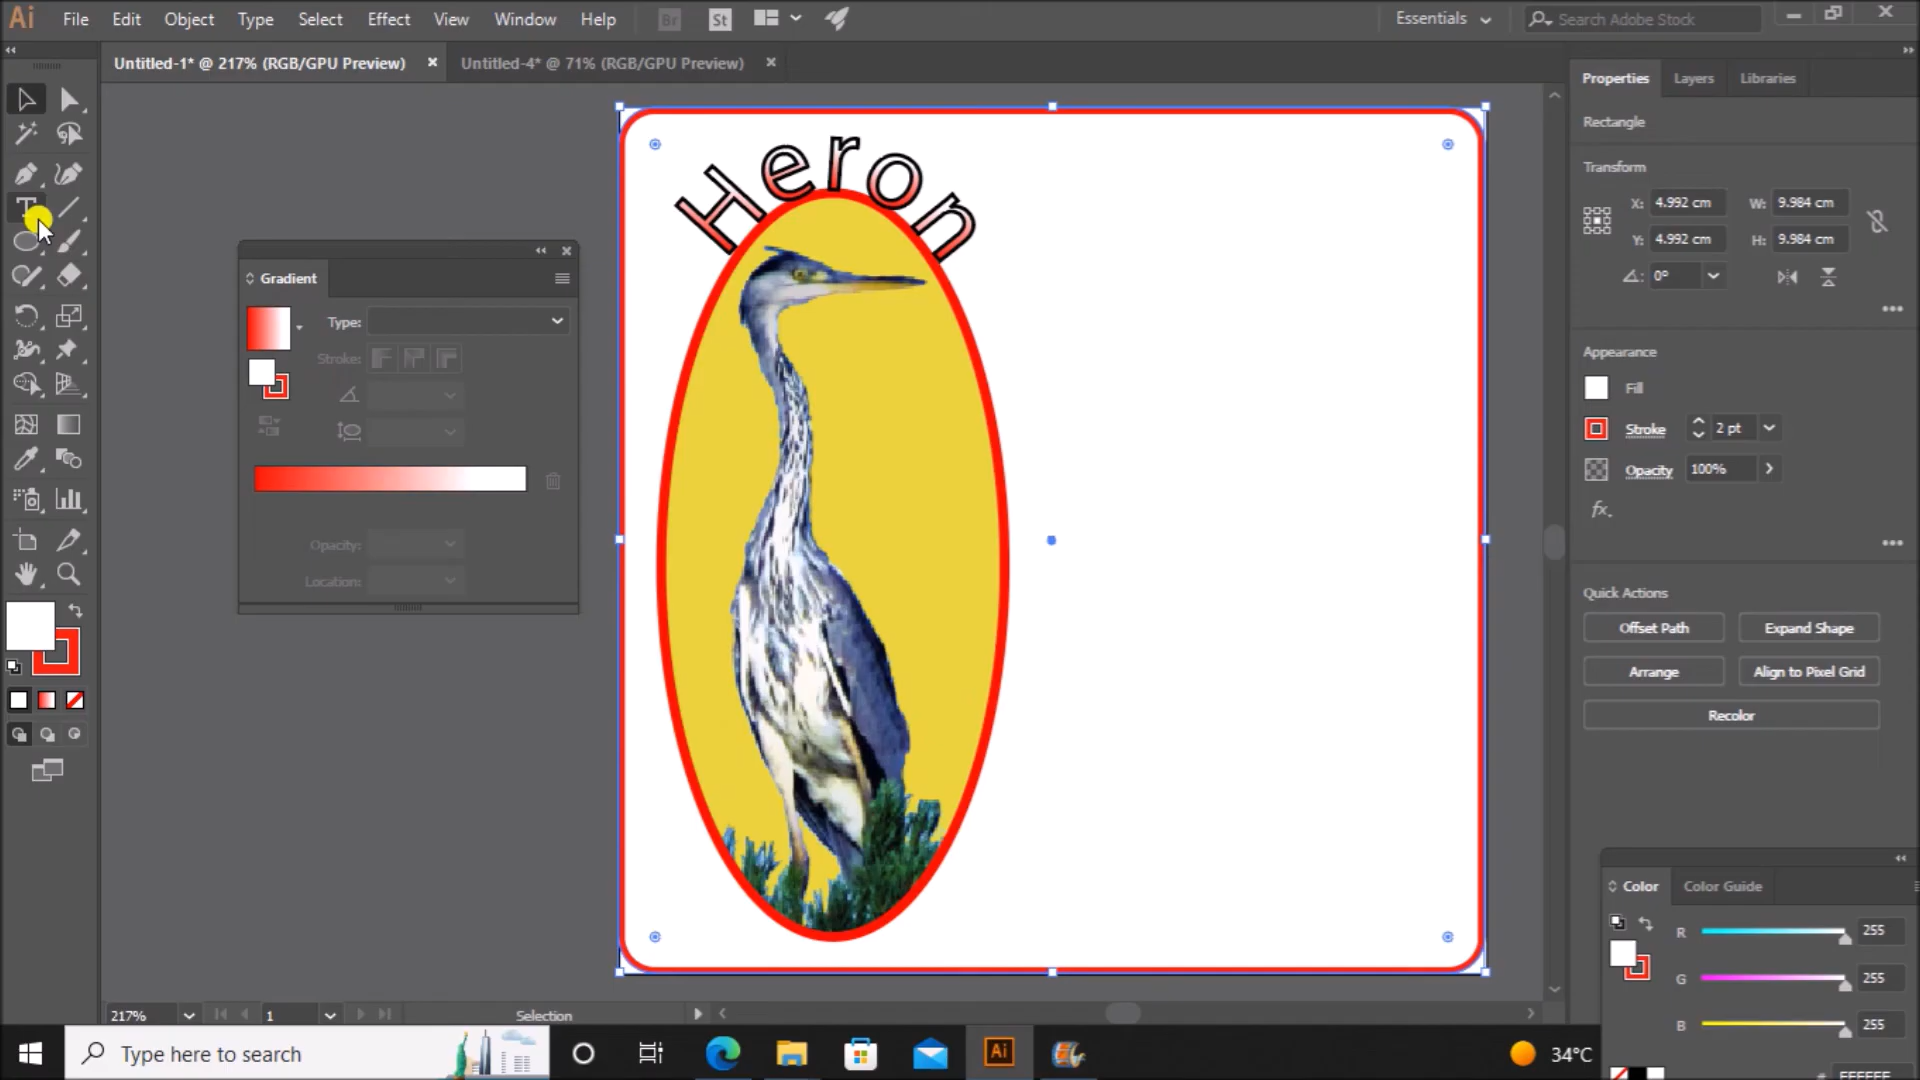 Ai File Edit Object Type Select Effect View Window Help Br St Essentials Search Adobe Stock
Untitled-1* @ 217% (RGB/GPU Preview) Untitled-4* @ 71% (RGB/GPU Preview)
Properties Layers Libraries
Rectangle
Transform
X: 4.992 cm W: 9.984 cm
Y: 4.992 cm H: 9.984 cm
0°
Appearance
Fill
Stroke 2 pt
Opacity 100%
fx.
Quick Actions
Offset Path Expand Shape
Arrange Align to Pixel Grid
Recolor
Color Color Guide
R 255
G 255
B 255
# FFFFFF
Gradient
Type:
Stroke:
Opacity:
Location:
Heron
217% 1 Selection
Type here to search
Ai
34°C